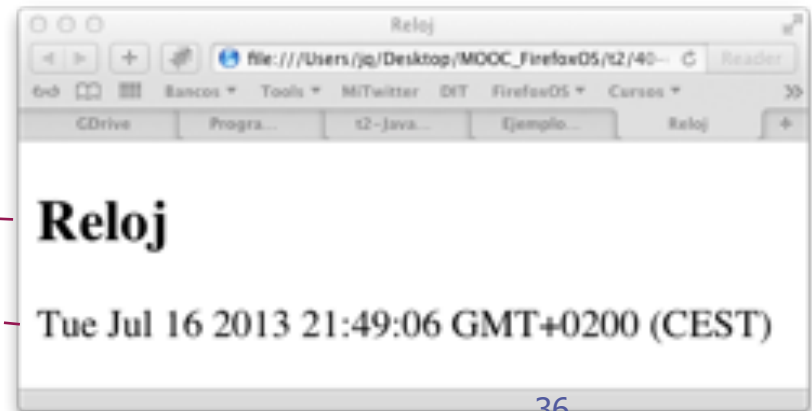 Reloj
file:///Users/jq/Desktop/MOOC_FirefoxOS/t2/40-- Reader
Bancos Tools MiTwitter DIT FirefoxOS Cursos
GDrive Progra... t2-Java... Ejemplo... Reloj
Reloj
Tue Jul 16 2013 21:49:06 GMT+0200 (CEST)
36